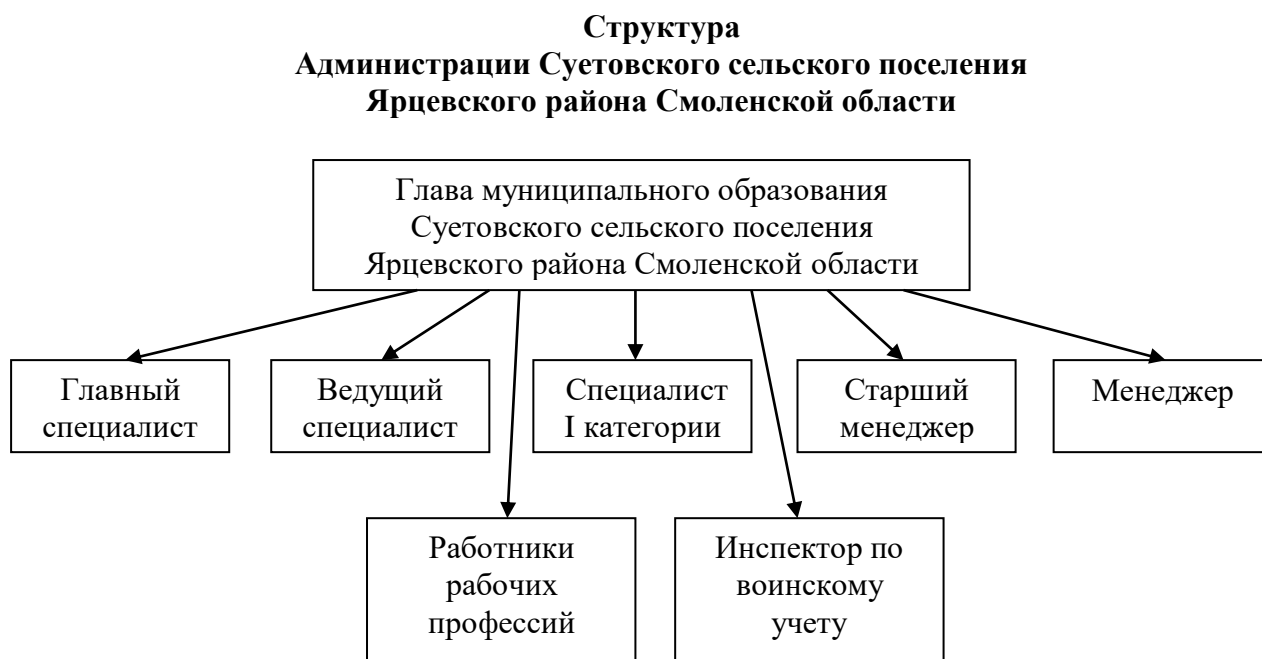 Структура
Администрации Суетовского сельского поселения
Ярцевского района Смоленской области
Глава муниципального образования
Суетовского сельского поселения
Ярцевского района Смоленской области
Главный
специалист
Ведущий
специалист
Специалист
I категории
Старший
менеджер
Менеджер
Работники
рабочих
профессий
Инспектор по
воинскому
учету